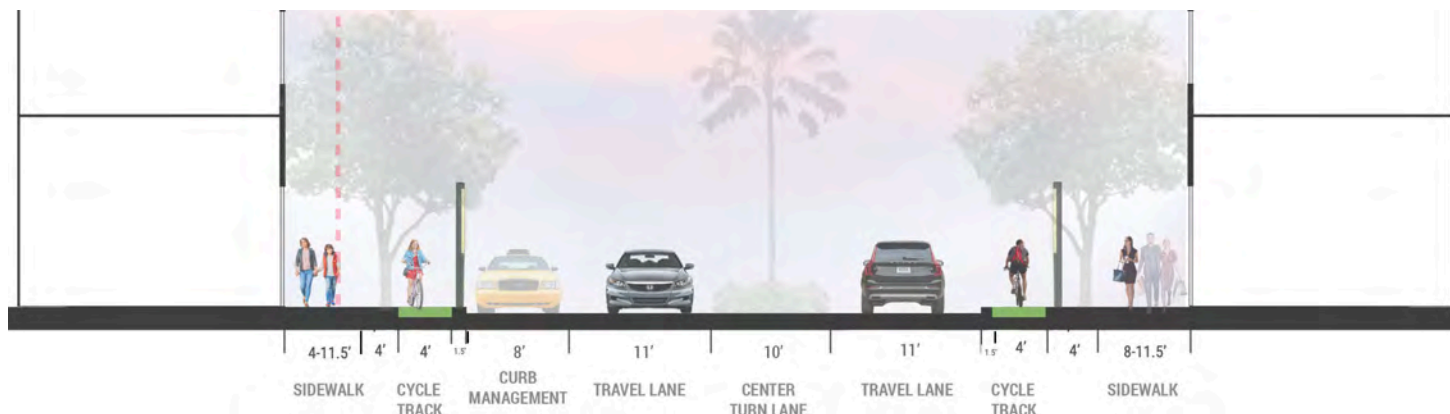 4-11.5' 4' 4' 1.5' 8' 11' 10' 11' 1.5' 4' 4' 8-11.5'
SIDEWALK CYCLE TRACK CURB MANAGEMENT TRAVEL LANE CENTER TURN LANE TRAVEL LANE CYCLE TRACK SIDEWALK